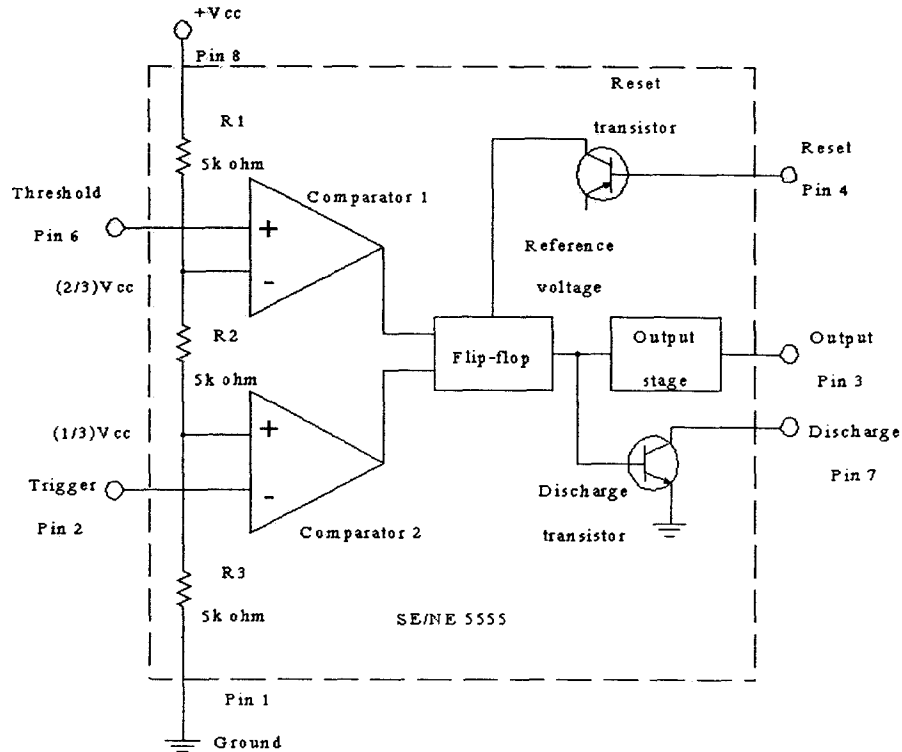 +Vcc
Pin 8
Reset
transistor
R1
5k ohm
Reset
Pin 4
Threshold
Pin 6
Comparator 1
+
-
(2/3)Vcc
Reference
voltage
R2
5k ohm
Flip-flop
Output
stage
Output
Pin 3
(1/3)Vcc
+
-
Discharge
Pin 7
Trigger
Pin 2
Discharge
transistor
Comparator 2
R3
5k ohm
SE/NE 5555
Pin 1
Ground